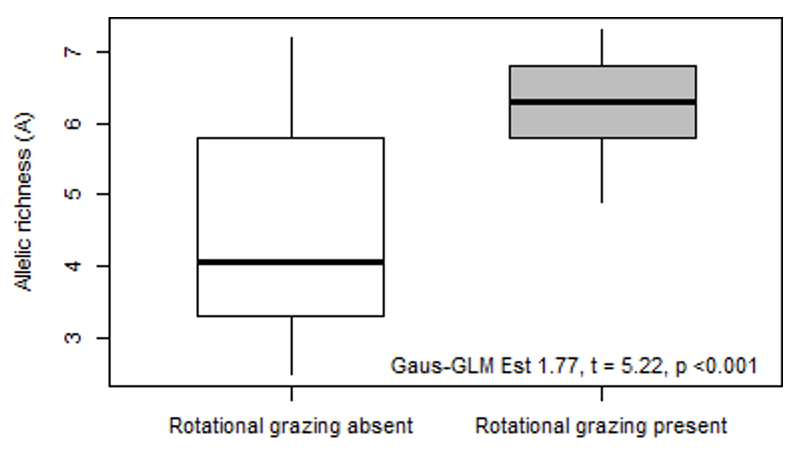 Allelic richness (A)
7
6
5
4
3
Gaus-GLM Est 1.77, t = 5.22, p <0.001
Rotational grazing absent
Rotational grazing present